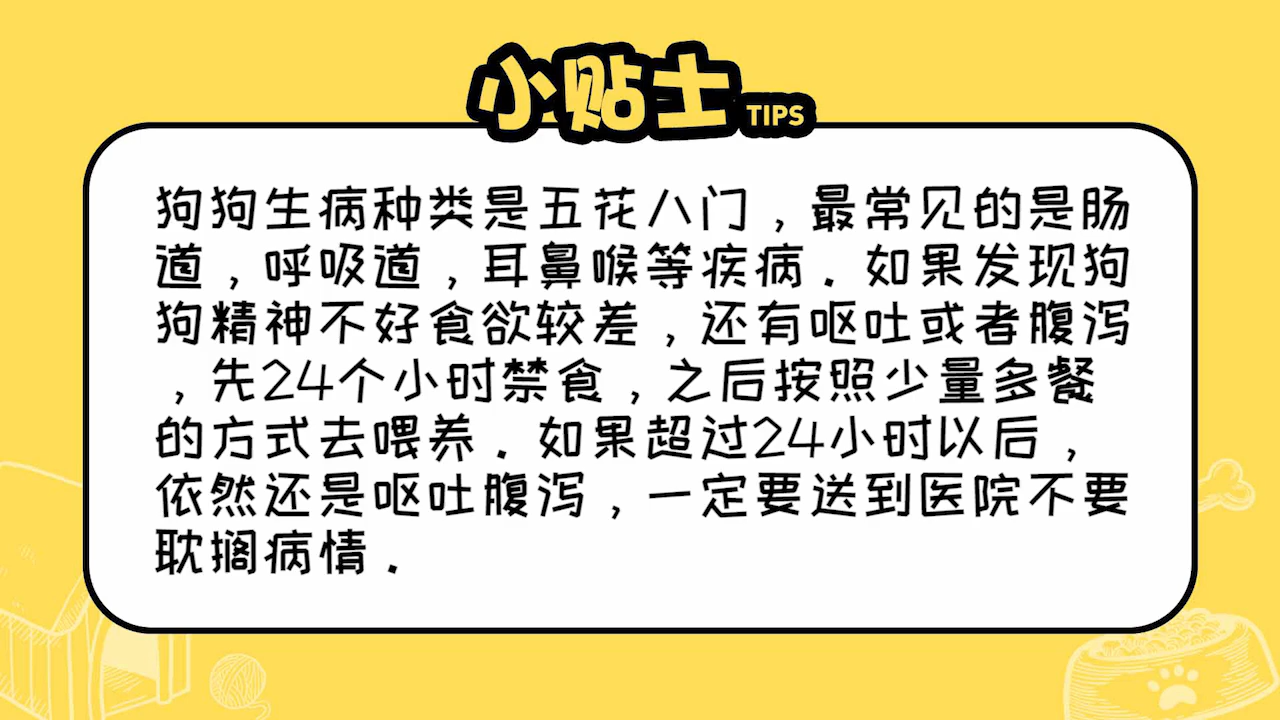 小贴士 TIPS
狗狗生病种类是五花八门，最常见的是肠
道，呼吸道，耳鼻喉等疾病．如果发现狗
狗精神不好食欲较差，还有呕吐或者腹泻
，先24个小时禁食，之后按照少量多餐
的方式去喂养．如果超过24小时以后，
依然还是呕吐腹泻，一定要送到医院不要
耽搁病情．